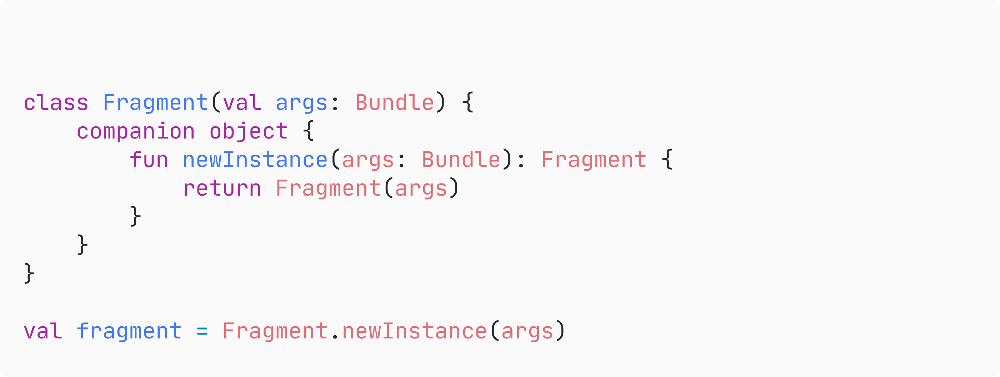 class Fragment(val args: Bundle) {
    companion object {
        fun newInstance(args: Bundle): Fragment {
            return Fragment(args)
        }
    }
}

val fragment = Fragment.newInstance(args)